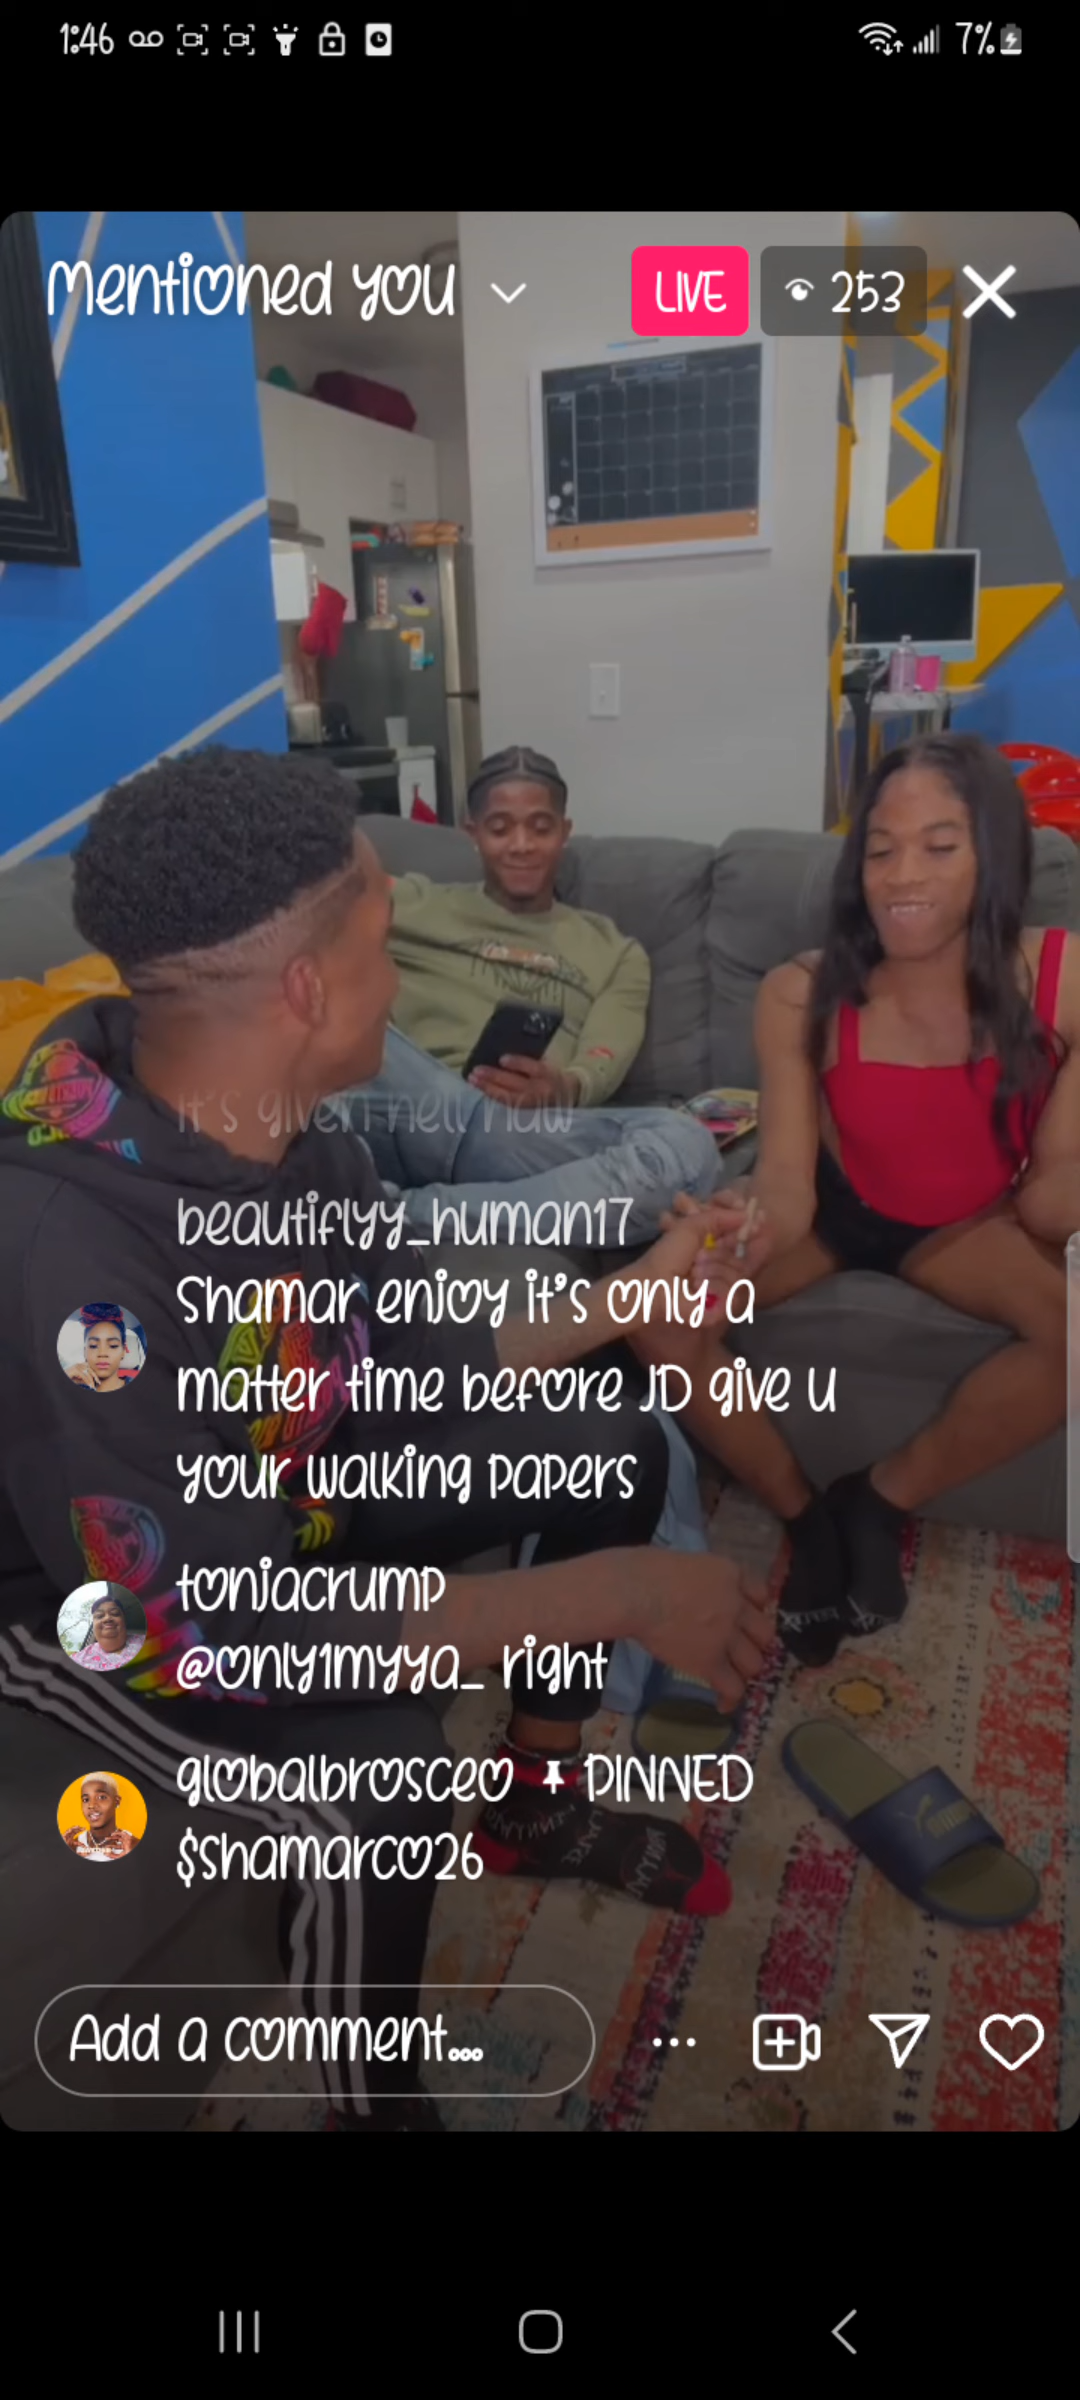 1:46
7%
Mentioned you
LIVE
253
it's given hell naw
beautiflyy_human17
Shamar enjoy it's only a
matter time before JD give u
your walking papers
tonjacrump
@only1myya_ right
globalbrosceo PINNED
$shamarco26
Add a comment...